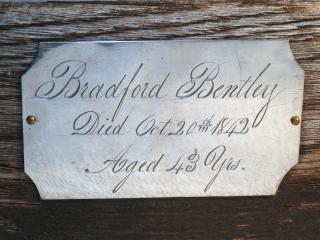 Bradford Bentley
Died Oct 20th 1842
Aged 43 Yrs.